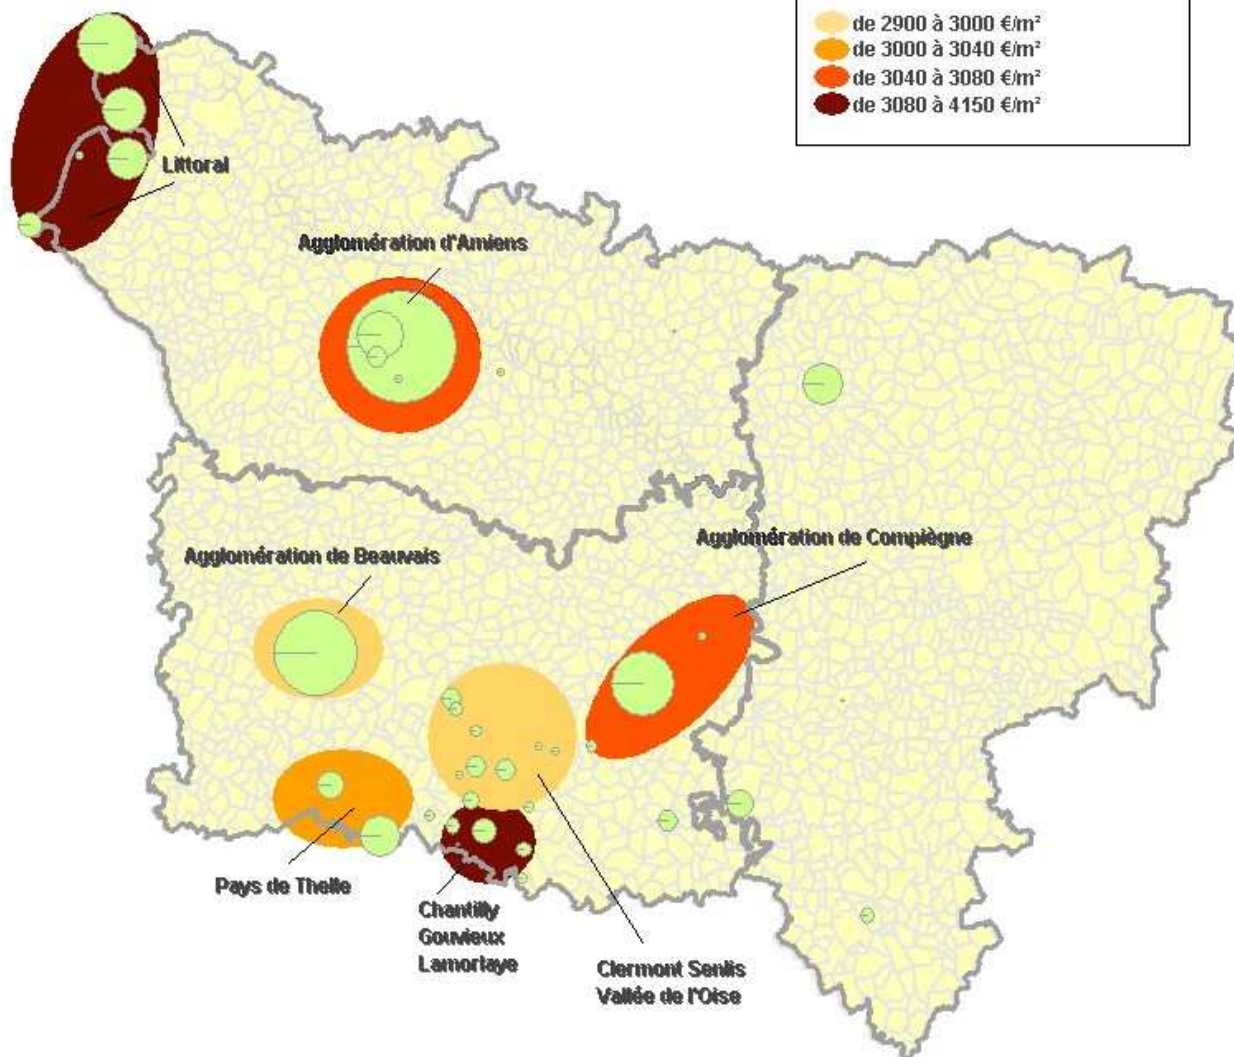 de 2900 à 3000 €/m²
de 3000 à 3040 €/m²
de 3040 à 3080 €/m²
de 3080 à 4150 €/m²
Littoral
Agglomération d'Amiens
Agglomération de Compiègne
Agglomération de Beauvais
Pays de Thelle
Chantilly
Gouvieux
Lamorlaye
Clermont Senlis
Vallée de l'Oise